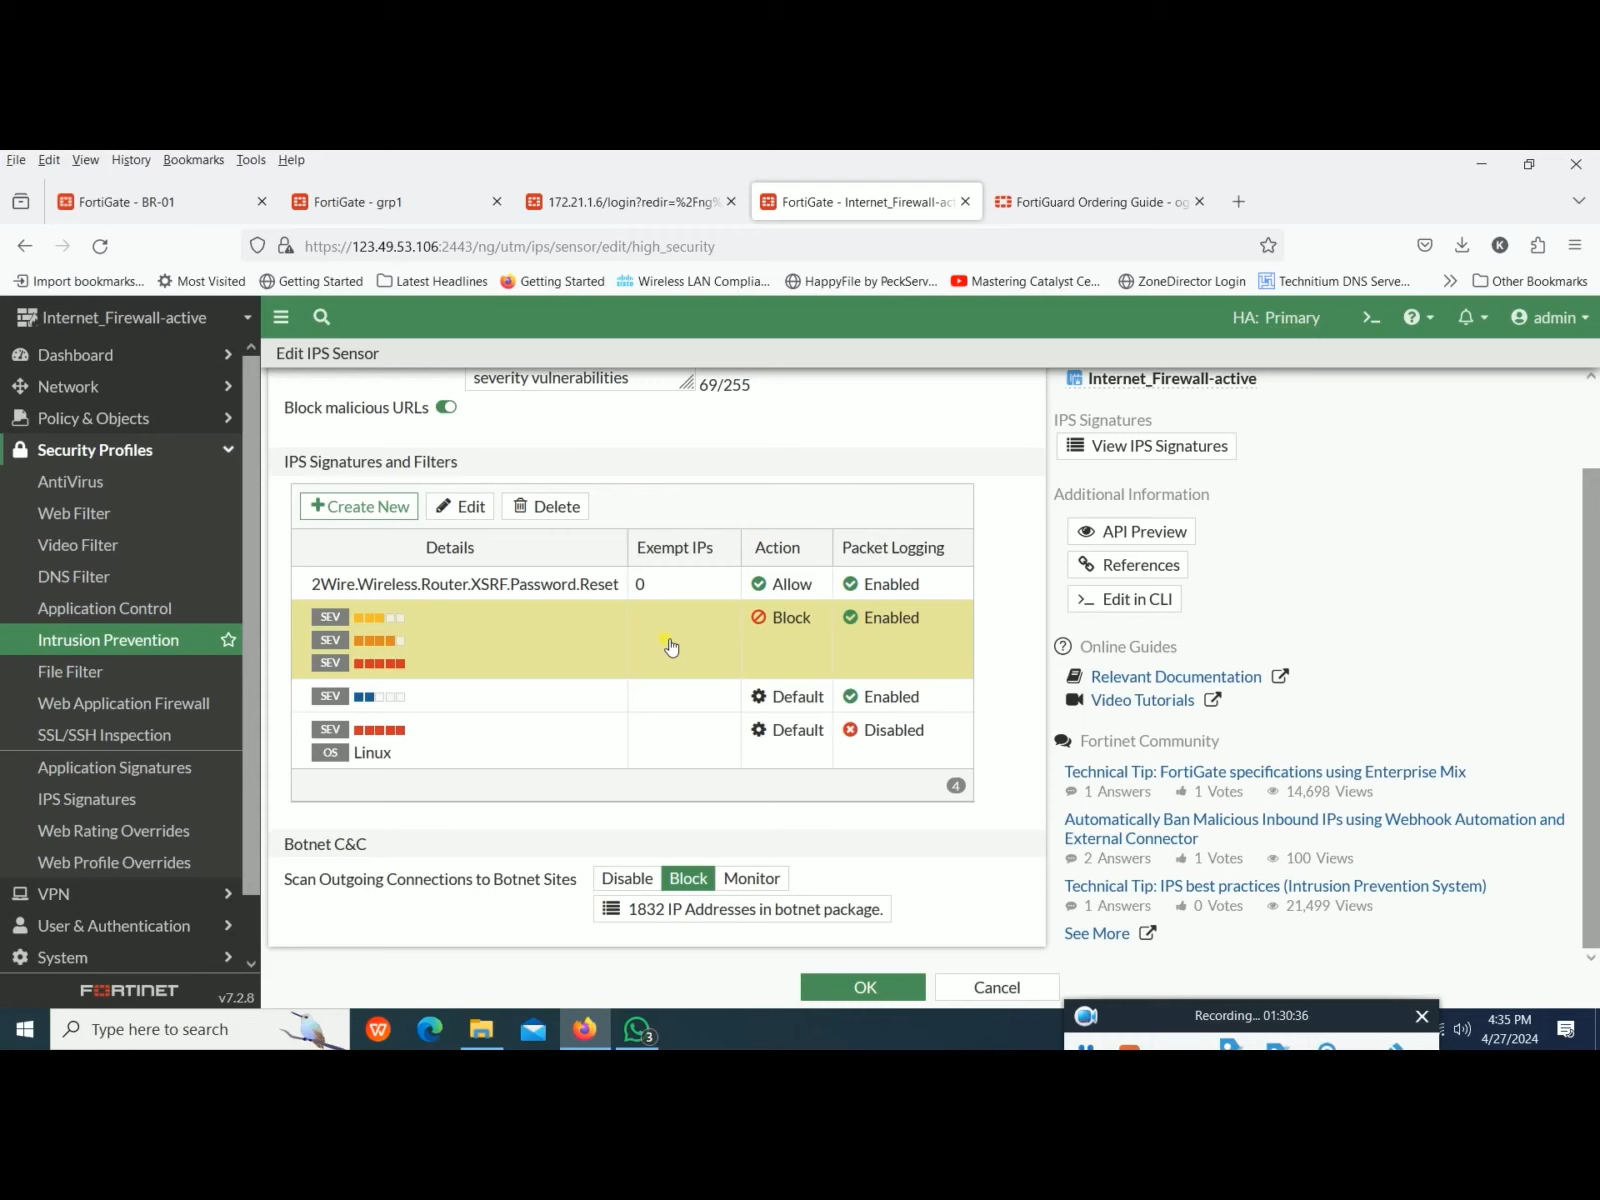 File Edit View History Bookmarks Tools Help
FortiGate - BR-01
FortiGate - grp1
172.21.1.6/login?redir=%2Fng%
FortiGate - Internet_Firewall-act
FortiGuard Ordering Guide - og
https://123.49.53.106:2443/ng/utm/ips/sensor/edit/high_security
K
Import bookmarks... Most Visited Getting Started Latest Headlines Getting Started Wireless LAN Complia... HappyFile by PeckServ... Mastering Catalyst Ce... ZoneDirector Login Technitium DNS Serve... Other Bookmarks
Internet_Firewall-active
HA: Primary
admin
Dashboard
Network
Policy & Objects
Security Profiles
AntiVirus
Web Filter
Video Filter
DNS Filter
Application Control
Intrusion Prevention
File Filter
Web Application Firewall
SSL/SSH Inspection
Application Signatures
IPS Signatures
Web Rating Overrides
Web Profile Overrides
VPN
User & Authentication
System
FORTINET
v7.2.8
Edit IPS Sensor
severity vulnerabilities
69/255
Block malicious URLs
IPS Signatures and Filters
Create New Edit Delete
Details Exempt IPs Action Packet Logging
2Wire.Wireless.Router.XSRF.Password.Reset 0 Allow Enabled
SEV Block Enabled
SEV
SEV
SEV Default Enabled
SEV Default Disabled
OS Linux
4
Botnet C&C
Scan Outgoing Connections to Botnet Sites Disable Block Monitor
1832 IP Addresses in botnet package.
OK Cancel
Internet_Firewall-active
IPS Signatures
View IPS Signatures
Additional Information
API Preview
References
Edit in CLI
Online Guides
Relevant Documentation
Video Tutorials
Fortinet Community
Technical Tip: FortiGate specifications using Enterprise Mix
1 Answers 1 Votes 14,698 Views
Automatically Ban Malicious Inbound IPs using Webhook Automation and
External Connector
2 Answers 1 Votes 100 Views
Technical Tip: IPS best practices (Intrusion Prevention System)
1 Answers 0 Votes 21,499 Views
See More
Type here to search
3
Recording... 01:30:36
4:35 PM
4/27/2024